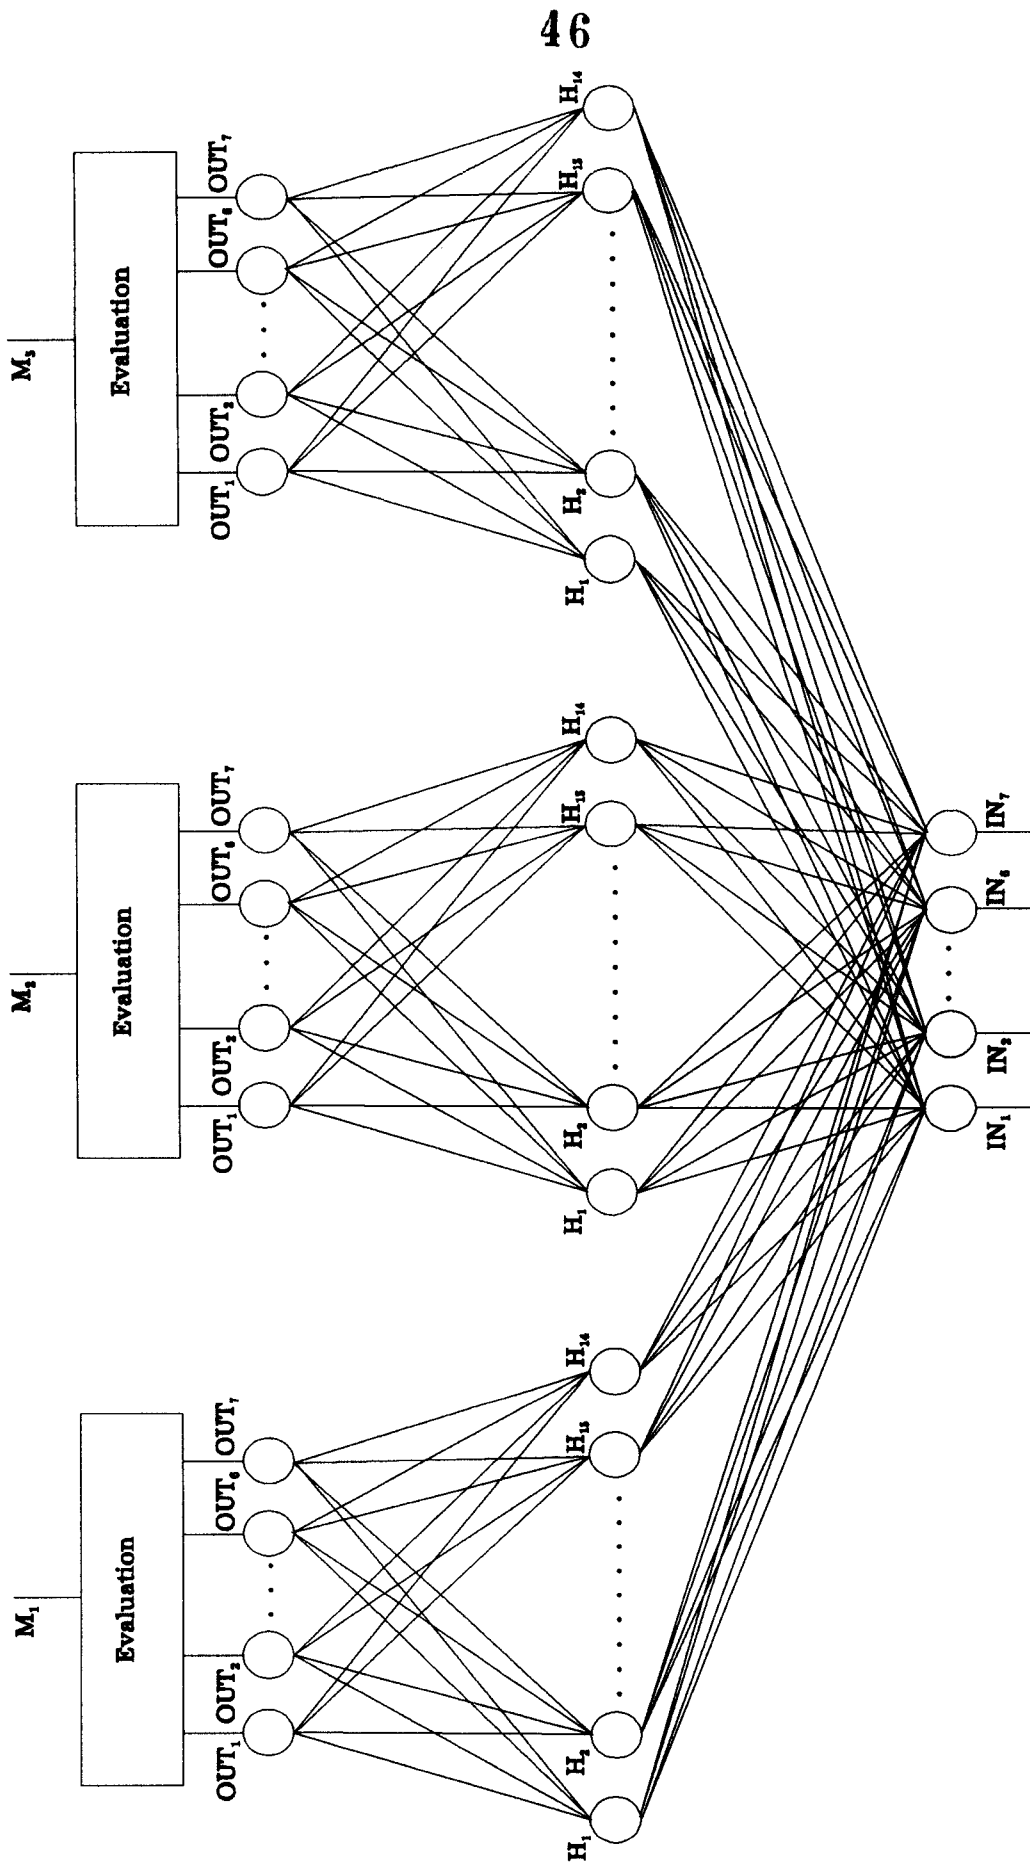 46
M₁ M₂ M₃
Evaluation Evaluation Evaluation
OUT₁ OUT₂ OUT₆ OUT₇ OUT₁ OUT₂ OUT₆ OUT₇ OUT₁ OUT₂ OUT₆ OUT₇
H₁ H₂ H₁₃ H₁₄ H₁ H₂ H₁₃ H₁₄ H₁ H₂ H₁₃ H₁₄
IN₁ IN₂ IN₆ IN₇